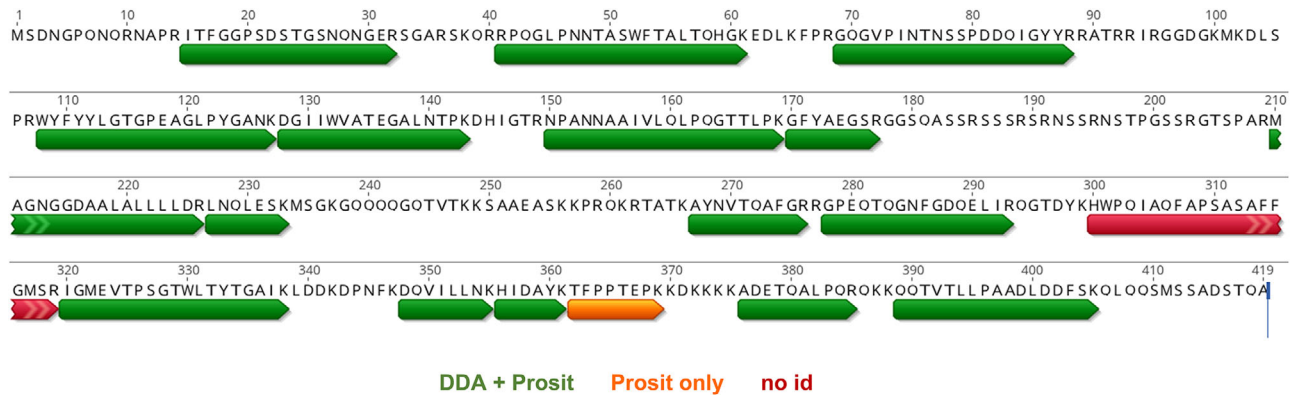 1 10 20 30 40 50 60 70 80 90 100
MSDNGPQNQRNAPRITFGGPSDSTGSNQNGERSGARSKQRRPQGLPNNTASWFTALTQHGKEDLKFPRGQGVPINTNSSPDDQIGYYRRATRRIRGGDGKMKDLS
110 120 130 140 150 160 170 180 190 200 210
PRWYFYYLGTGPEAGLPYGANKDGIIWVATEGALNTPKDHIGTRNPANNAAIVLQLPQGTTLPKGFYAEGSRGGSQASSRSSSRSRNSSRNSTPGSSRGTSPARM
220 230 240 250 260 270 280 290 300 310
AGNGGDAALALLLLDRLNQLESKMSGKGQQQQGQTVTKKSAAEASKKPRQKRTATKAYNVTQAFGRRGPEQTQGNFGDQELIRQGTDYKHWPQIAQFAPSASAFF
320 330 340 350 360 370 380 390 400 410 419
GMSRIGMEVTPSGTWLTYTGAIKLDDKDPNFKDQVILLNKHIDAYKTFPPTEPKKDKKKKADETQALPQRQKKQQTVTLLPAADLDDFSKQLQQSMSSADSTQA
DDA + Prosit Prosit only no id